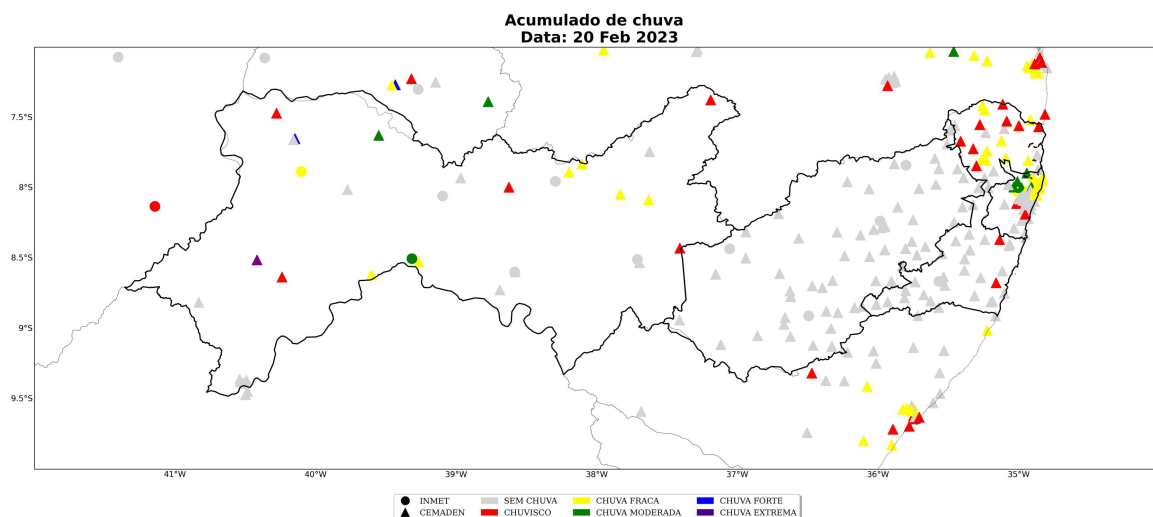 Acumulado de chuva
Data: 20 Feb 2023
7.5°S
8°S
8.5°S
9°S
9.5°S
41°W 40°W 39°W 38°W 37°W 36°W 35°W
INMET SEM CHUVA CHUVA FRACA CHUVA FORTE
CEMADEN CHUVISCO CHUVA MODERADA CHUVA EXTREMA